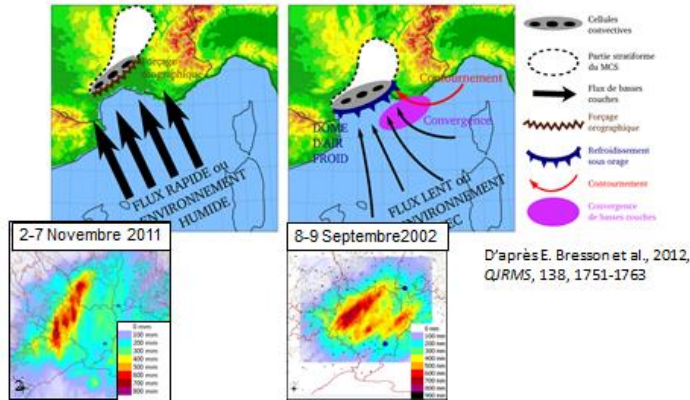 Forçage
orographique
FLUX RAPIDE ou
ENVIRONNEMENT
HUMIDE
Contournement
Convergence
DÔME
D'AIR
FROID
FLUX LENT ou
ENVIRONNEMENT
SEC
Cellules
convectives
Partie stratiforme
du MCS
Flux de basses
couches
Forçage
orographique
Refroidissement
sous orage
Contournement
Convergence
de basses couches
2-7 Novembre 2011
8-9 Septembre2002
D'après E. Bresson et al., 2012,
QJRMS, 138, 1751-1763
0 mm
100 mm
200 mm
300 mm
400 mm
500 mm
600 mm
700 mm
800 mm
2
0 mm
100 mm
200 mm
300 mm
400 mm
500 mm
600 mm
700 mm
800 mm
900 mm